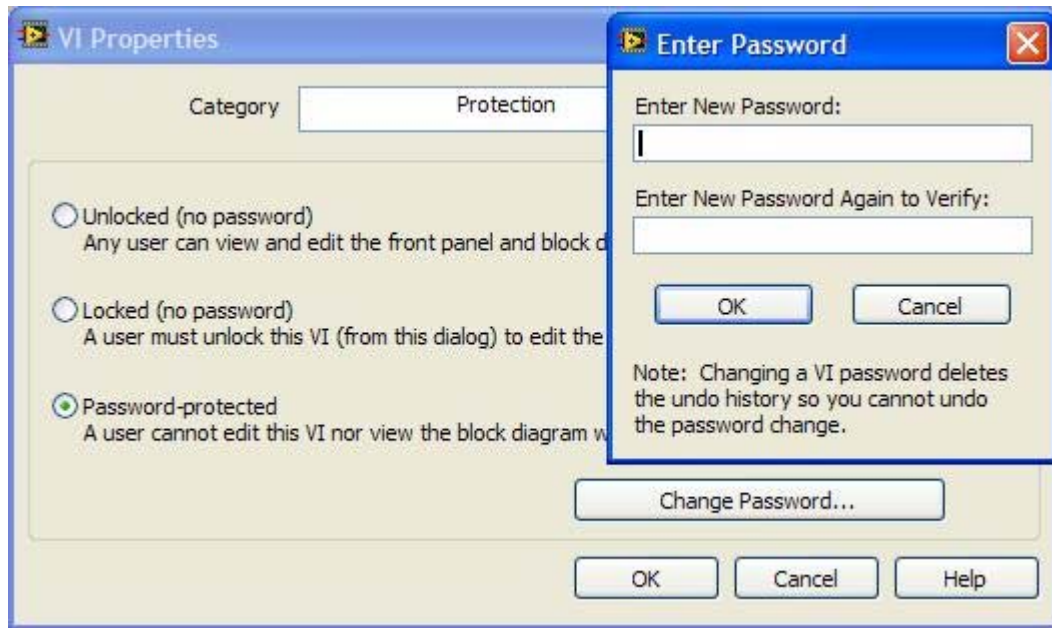 VI Properties
Category
Protection
Unlocked (no password)
Any user can view and edit the front panel and block
Locked (no password)
A user must unlock this VI (from this dialog) to edit the
Password-protected
A user cannot edit this VI nor view the block diagram
Change Password...
OK
Cancel
Help
Enter Password
Enter New Password:
Enter New Password Again to Verify:
OK
Cancel
Note: Changing a VI password deletes
the undo history so you cannot undo
the password change.